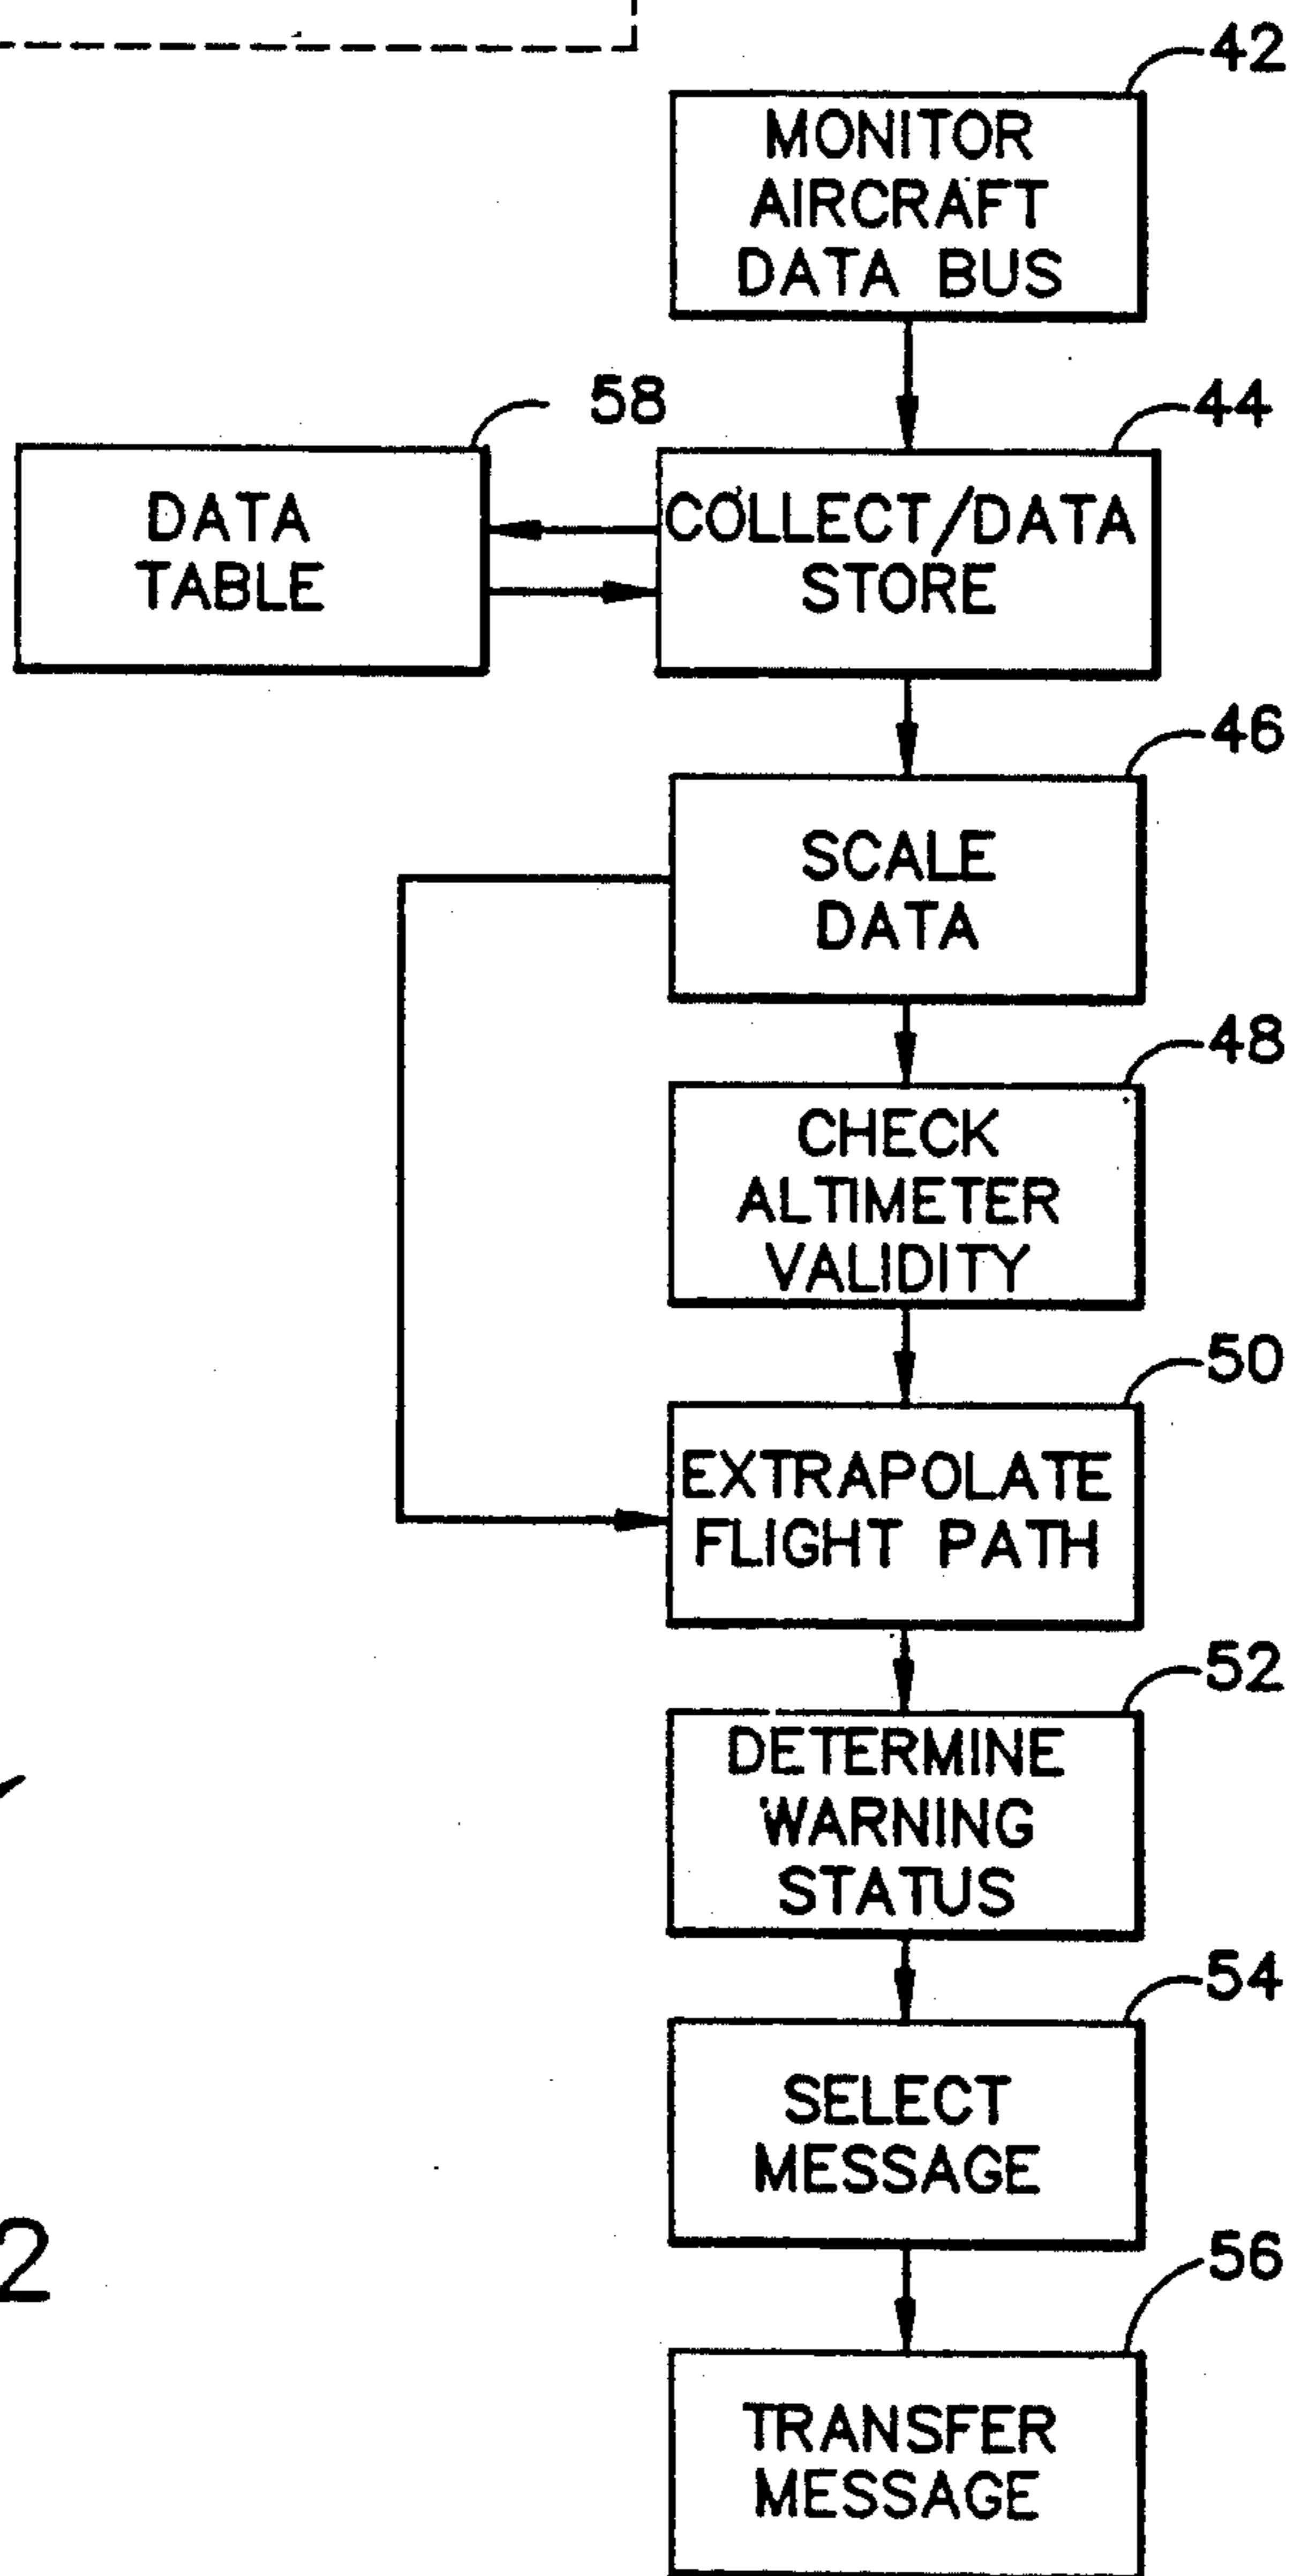 42
MONITOR
AIRCRAFT
DATA BUS
58
44
DATA
TABLE
COLLECT/DATA
STORE
46
SCALE
DATA
48
CHECK
ALTIMETER
VALIDITY
50
EXTRAPOLATE
FLIGHT PATH
52
DETERMINE
WARNING
STATUS
54
SELECT
MESSAGE
2
56
TRANSFER
MESSAGE